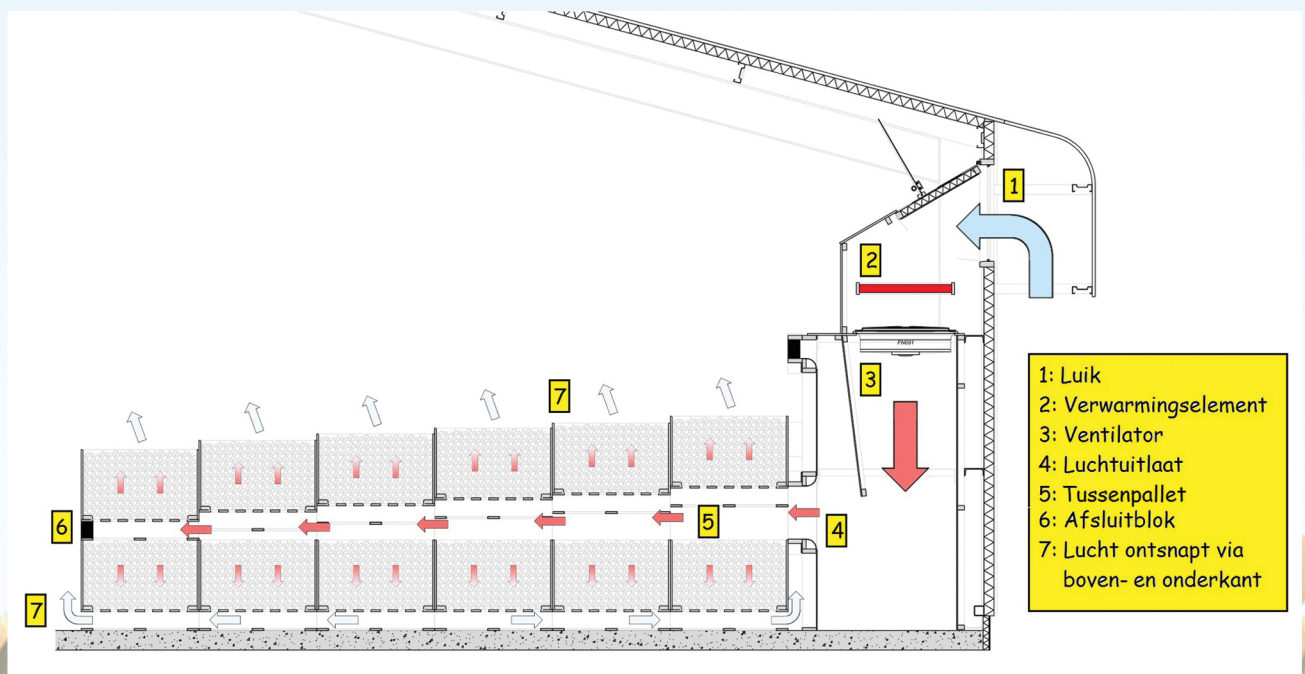 1
2
FN091
3
7
6
5
4
7
1: Luik
2: Verwarmingselement
3: Ventilator
4: Luchtuitlaat
5: Tussenpallet
6: Afsluitblok
7: Lucht ontsnapt via
boven- en onderkant